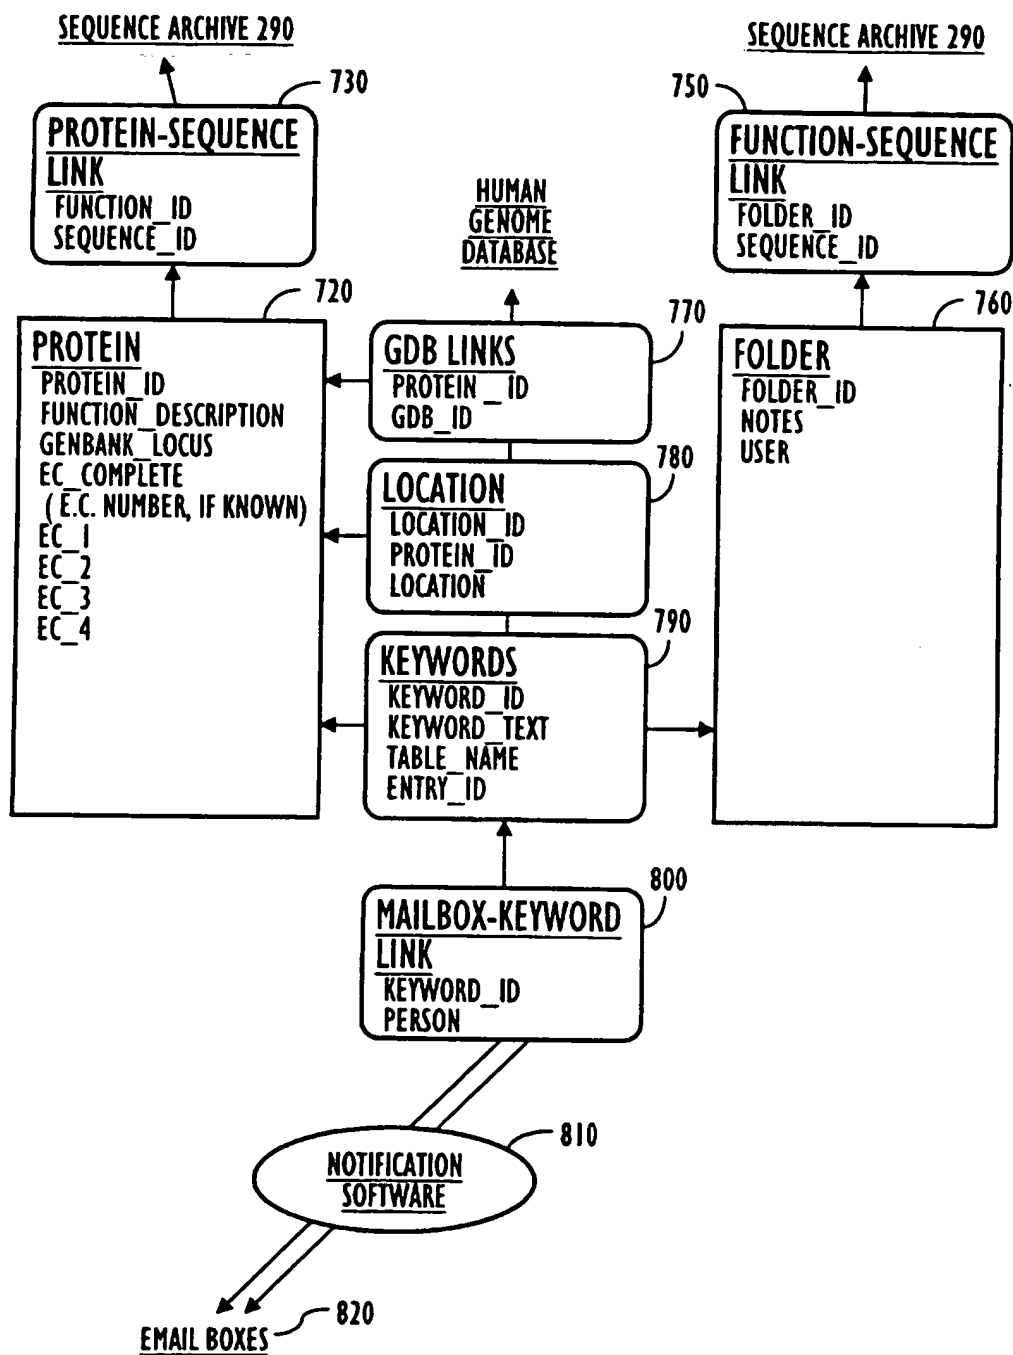 SEQUENCE ARCHIVE 290
730
PROTEIN-SEQUENCE
LINK
FUNCTION_ID
SEQUENCE_ID
SEQUENCE ARCHIVE 290
750
FUNCTION-SEQUENCE
LINK
FOLDER_ID
SEQUENCE_ID
HUMAN
GENOME
DATABASE
720
PROTEIN
PROTEIN_ID
FUNCTION_DESCRIPTION
GENBANK_LOCUS
EC_COMPLETE
( E.C. NUMBER, IF KNOWN)
EC_1
EC_2
EC_3
EC_4
770
GDB LINKS
PROTEIN_ID
GDB_ID
780
LOCATION
LOCATION_ID
PROTEIN_ID
LOCATION
790
KEYWORDS
KEYWORD_ID
KEYWORD_TEXT
TABLE_NAME
ENTRY_ID
760
FOLDER
FOLDER_ID
NOTES
USER
800
MAILBOX-KEYWORD
LINK
KEYWORD_ID
PERSON
810
NOTIFICATION
SOFTWARE
EMAIL BOXES
820